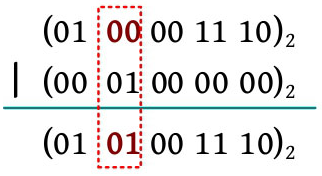 (01 00 00 11 10)₂
| (00 01 00 00 00)₂
(01 01 00 11 10)₂